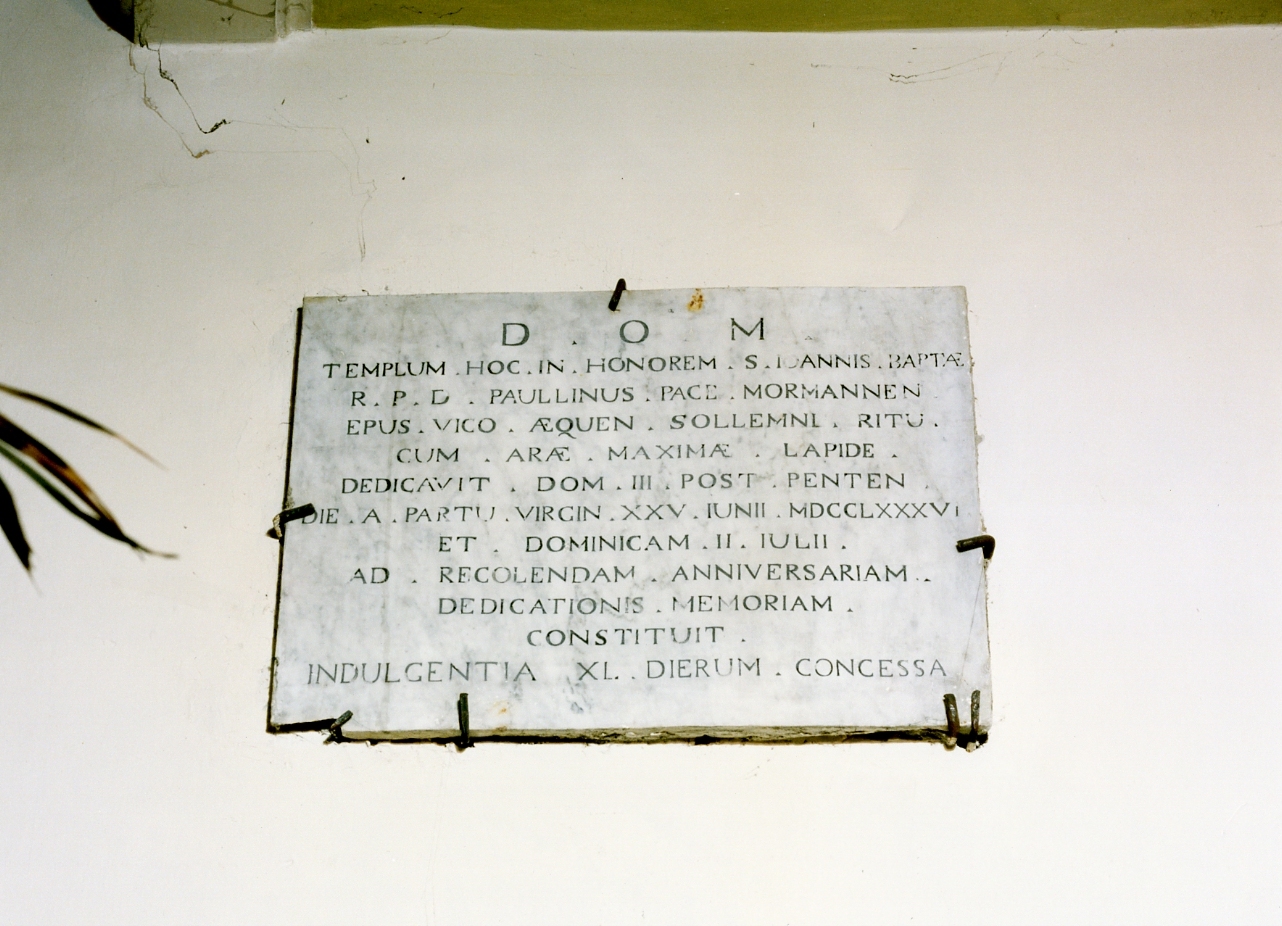 D . O . M .
TEMPLUM . HOC . IN . HONOREM . S . IOANNIS . BAPTÆ
R . P . D . PAULLINUS . PACE . MORMANNEN .
EPUS . VICO . ÆQUEN . SOLLEMNI . RITU .
CUM . ARÆ . MAXIMÆ . LAPIDE .
DEDICAVIT . DOM . III . POST . PENTEN .
DIE . A . PARTU . VIRGIN . XXV . IUNII . MDCCLXXXVI
ET . DOMINICAM . II . IULII .
AD . RECOLENDAM . ANNIVERSARIAM .
DEDICATIONIS . MEMORIAM .
CONSTITUIT .
INDULGENTIA XL . DIERUM . CONCESSA